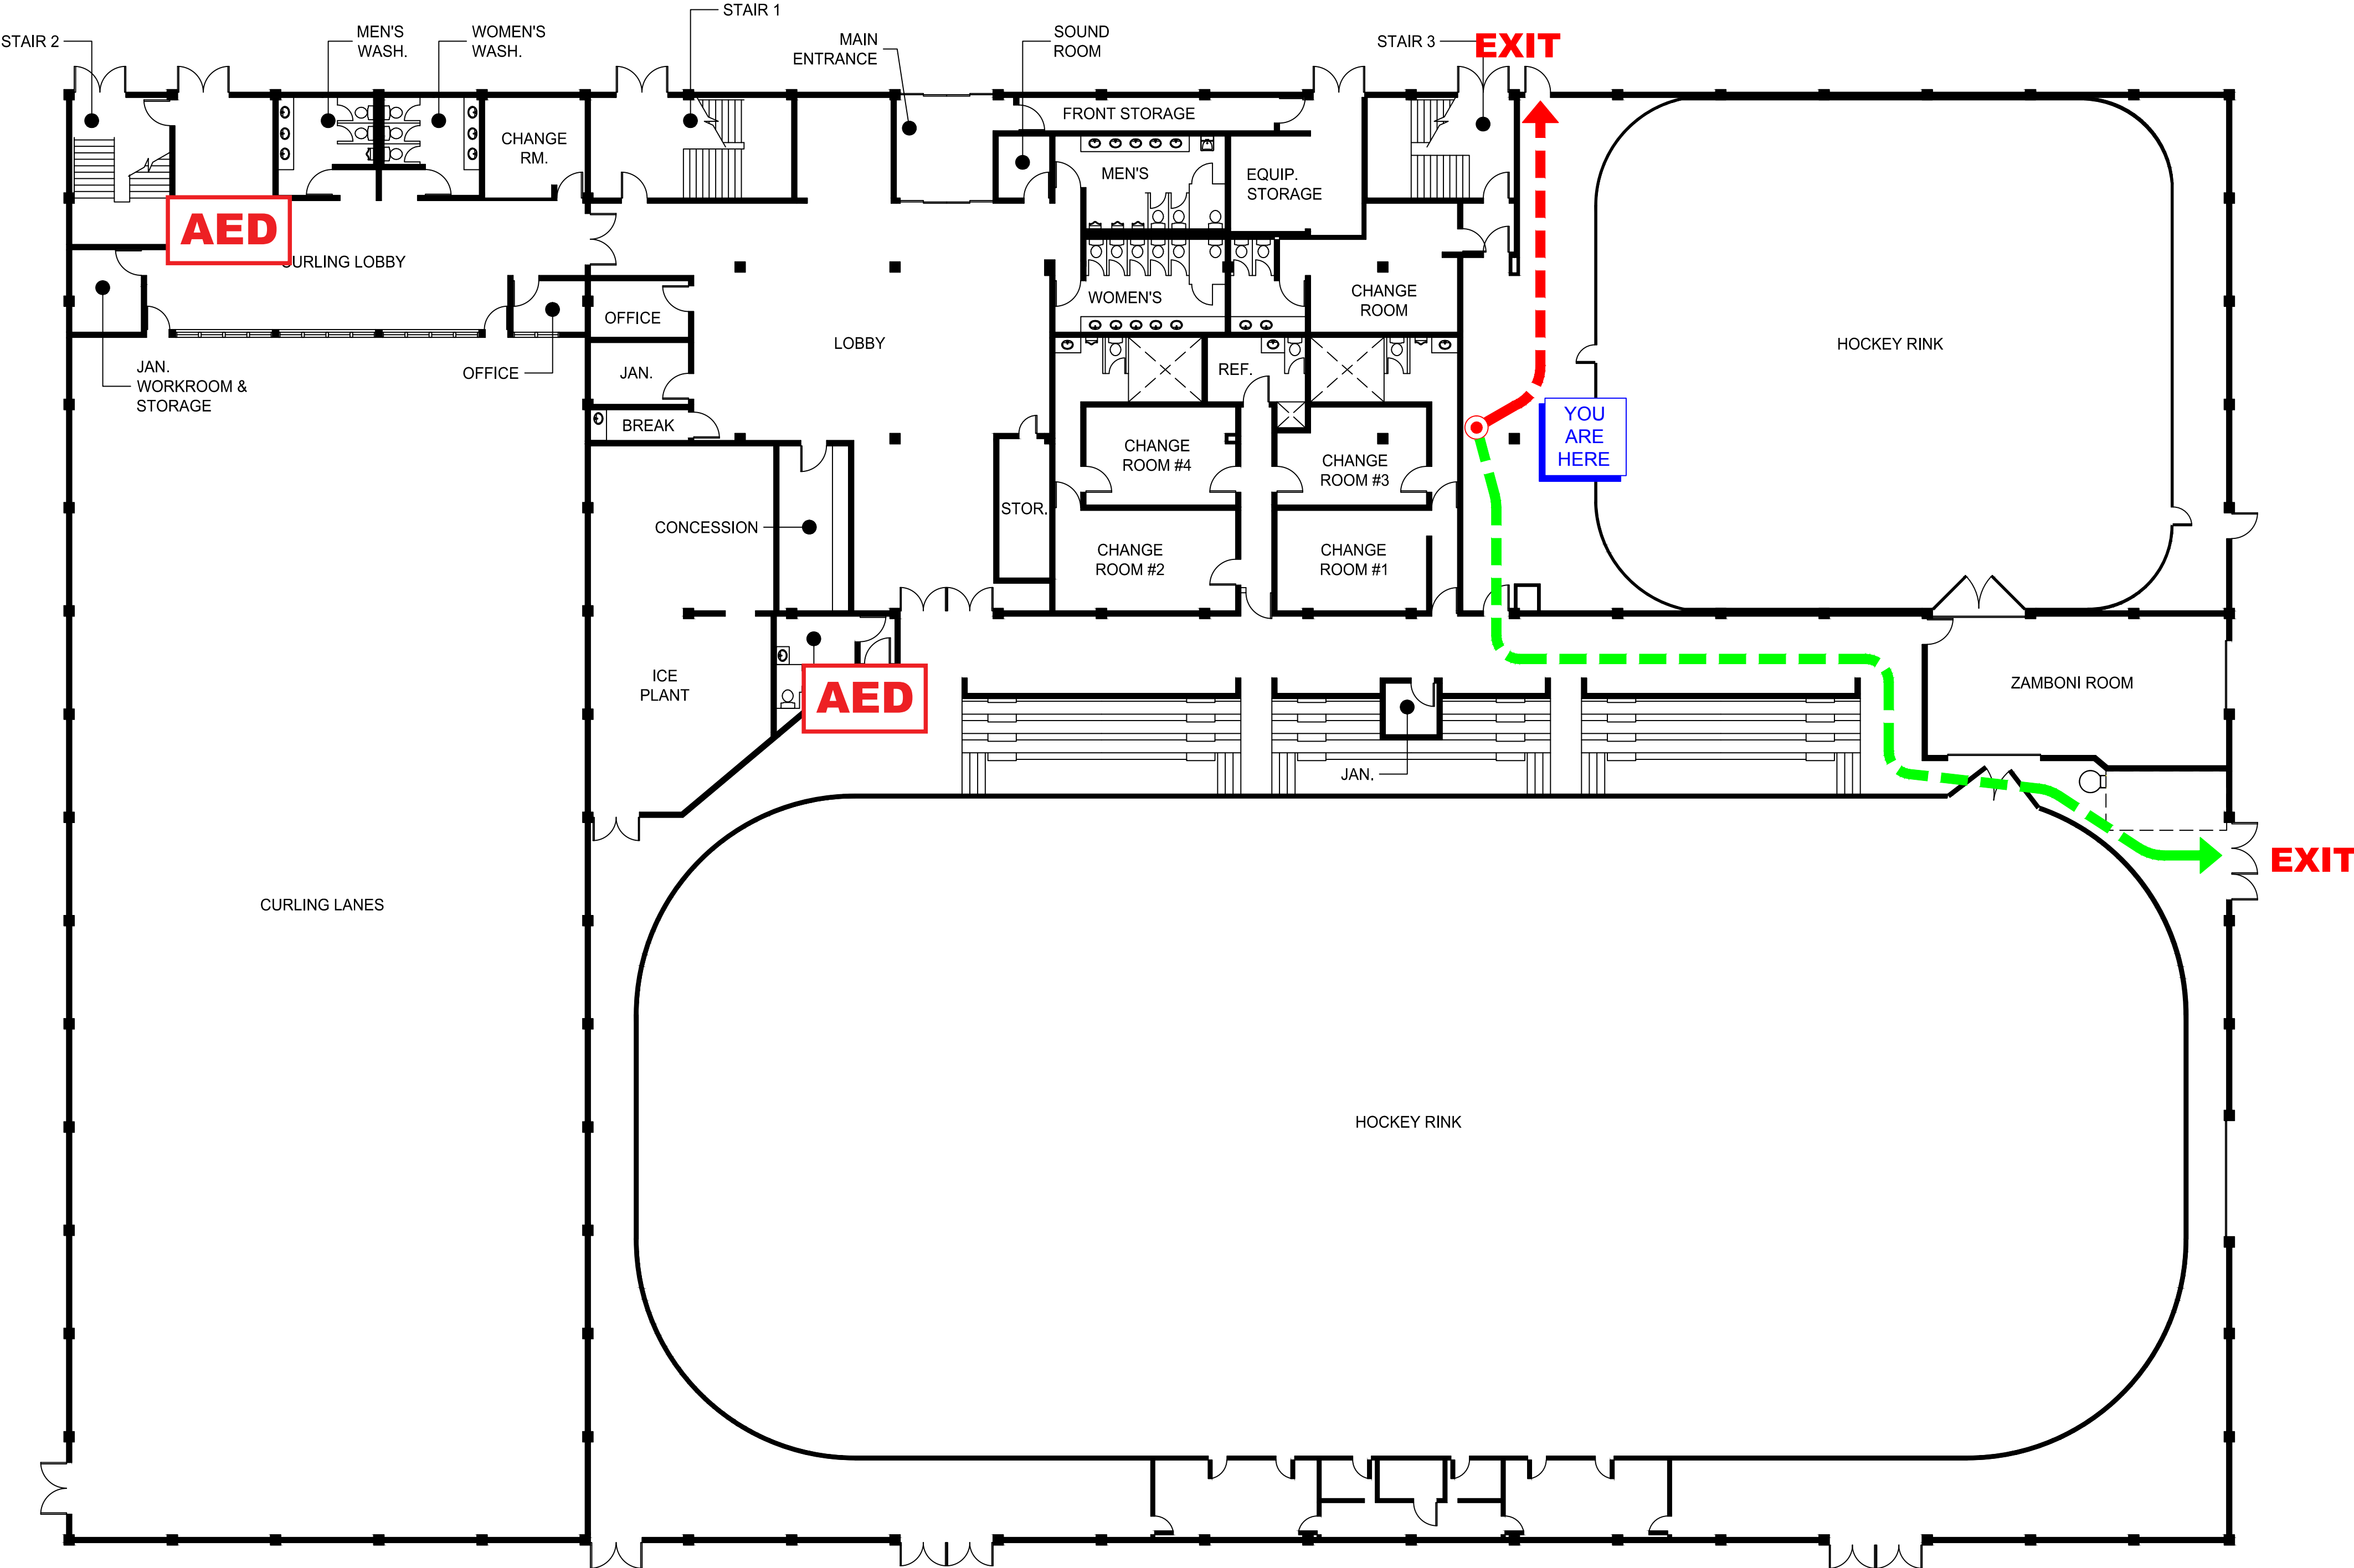 STAIR 1
STAIR 2
MEN'S
WASH.
WOMEN'S
WASH.
MAIN
ENTRANCE
SOUND
ROOM
STAIR 3
EXIT
FRONT STORAGE
CHANGE
RM.
MEN'S
EQUIP.
STORAGE
AED
CURLING LOBBY
OFFICE
WOMEN'S
CHANGE
ROOM
LOBBY
HOCKEY RINK
JAN.
WORKROOM &
STORAGE
OFFICE
JAN.
REF.
BREAK
YOU
ARE
HERE
CHANGE
ROOM #4
CHANGE
ROOM #3
CONCESSION
STOR.
CHANGE
ROOM #2
CHANGE
ROOM #1
ICE
PLANT
AED
ZAMBONI ROOM
JAN.
EXIT
CURLING LANES
HOCKEY RINK